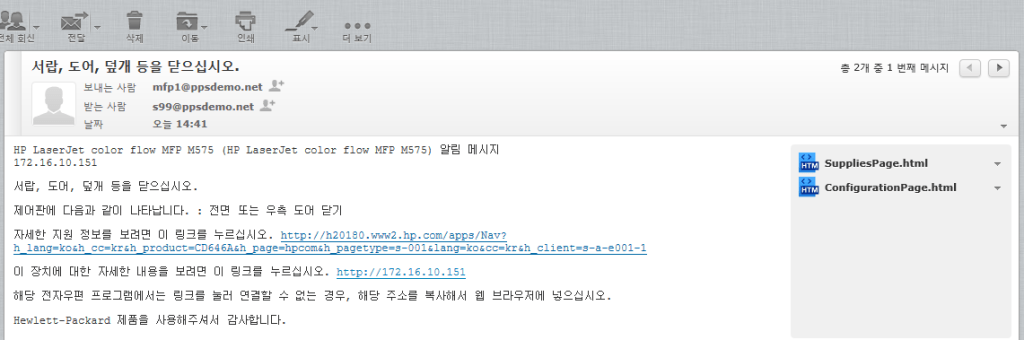 전체 회신 전달 삭제 이동 인쇄 표시 더 보기
서랍, 도어, 덮개 등을 닫으십시오.
총 2개 중 1 번째 메시지
보내는 사람 mfp1@ppsdemo.net
받는 사람 s99@ppsdemo.net
날짜 오늘 14:41
HP LaserJet color flow MFP M575 (HP LaserJet color flow MFP M575) 알림 메시지
172.16.10.151
서랍, 도어, 덮개 등을 닫으십시오.
제어판에 다음과 같이 나타납니다. : 전면 또는 우측 도어 닫기
자세한 지원 정보를 보려면 이 링크를 누르십시오. http://h20180.www2.hp.com/apps/Nav?
h_lang=ko&h_cc=kr&h_product=CD646A&h_page=hpcom&h_pagetype=s-001&lang=ko&cc=kr&h_client=s-a-e001-1
이 장치에 대한 자세한 내용을 보려면 이 링크를 누르십시오. http://172.16.10.151
해당 전자우편 프로그램에서는 링크를 눌러 연결할 수 없는 경우, 해당 주소를 복사해서 웹 브라우저에 넣으십시오.
Hewlett-Packard 제품을 사용해주셔서 감사합니다.
SuppliesPage.html
ConfigurationPage.html